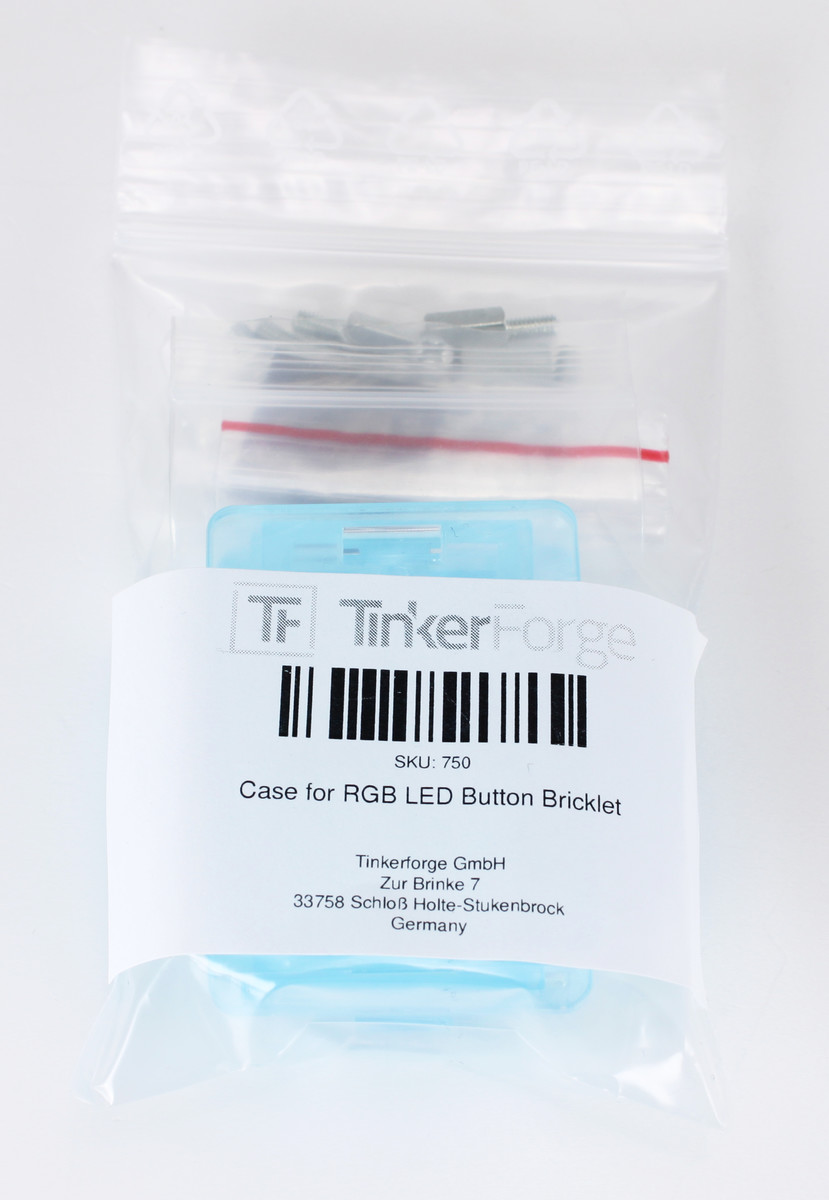 TF TinkerForge
SKU: 750
Case for RGB LED Button Bricklet
Tinkerforge GmbH
Zur Brinke 7
33758 Schloß Holte-Stukenbrock
Germany